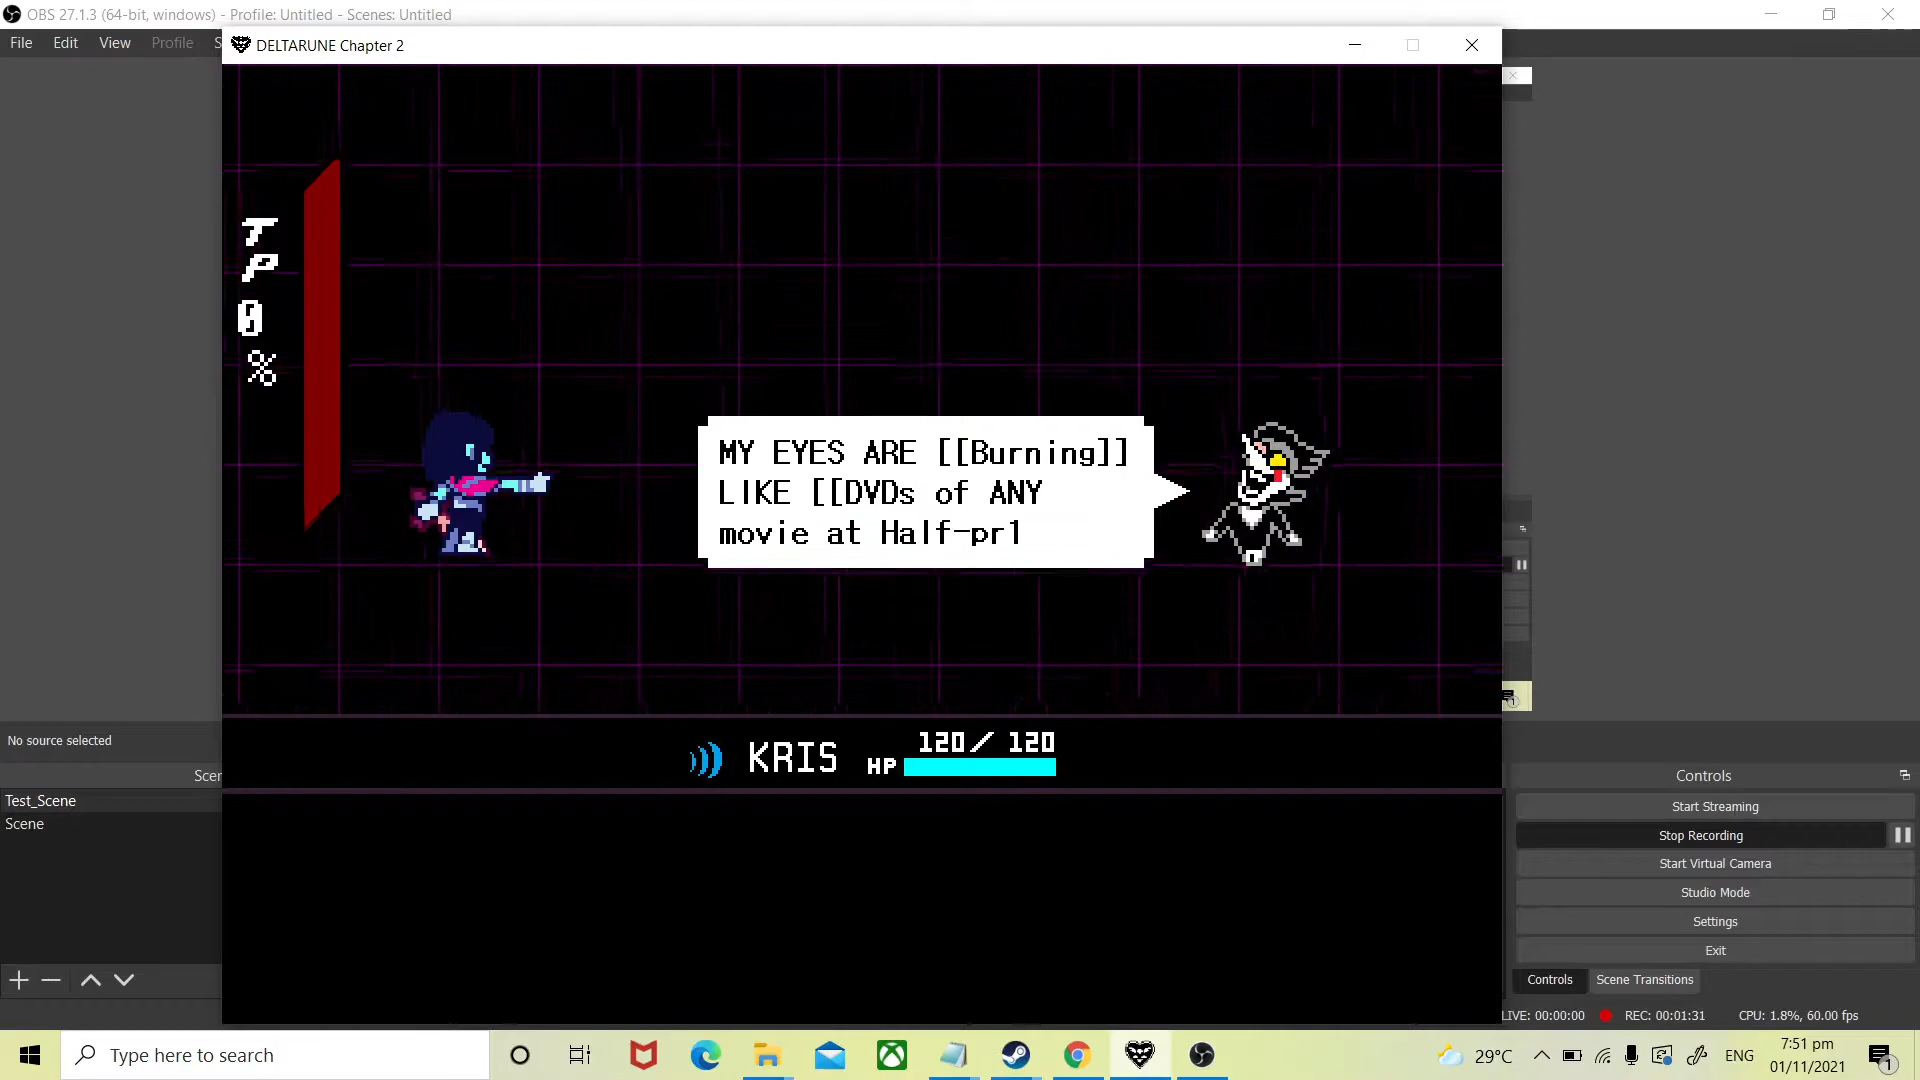 OBS 27.1.3 (64-bit, windows) - Profile: Untitled - Scenes: Untitled
File Edit View Profile S
DELTARUNE Chapter 2
T
P
0
%
MY EYES ARE [[Burning]]
LIKE [[DVDs of ANY
movie at Half-pr1
KRIS HP 120/ 120
No source selected
Scen
Test_Scene
Scene
Controls
Start Streaming
Stop Recording
Start Virtual Camera
Studio Mode
Settings
Exit
Controls Scene Transitions
LIVE: 00:00:00 REC: 00:01:31 CPU: 1.8%, 60.00 fps
Type here to search
29°C ENG 7:51 pm
01/11/2021
1